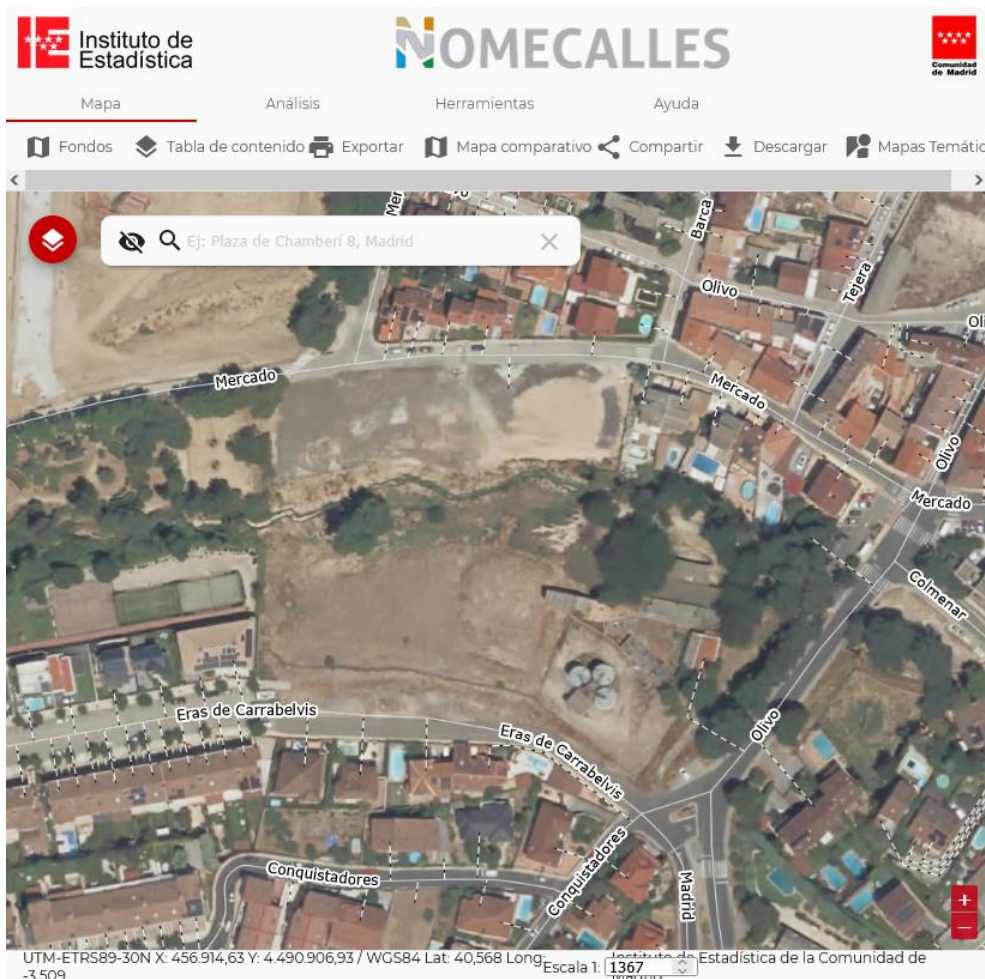 Instituto de
Estadística
NOMECALLES
Comunidad
de Madrid
Mapa
Análisis
Herramientas
Ayuda
Fondos
Tabla de contenido
Exportar
Mapa comparativo
Compartir
Descargar
Mapas Temátic
Mer
Barca
Ej: Plaza de Chamberí 8, Madrid
Olivo
Tejera
Oli
Mercado
Mercado
Olivo
Mercado
Colmenar
Eras de Carrabelvis
Eras de Carrabelvis
Olivo
Conquistadores
Conquistadores
Madrid
+
–
UTM-ETRS89-30N X: 456.914,63 Y: 4.490.906,93 / WGS84 Lat: 40,568 Long:
-3,509
Escala 1: 1367
Instituto de Estadística de la Comunidad de
Madrid